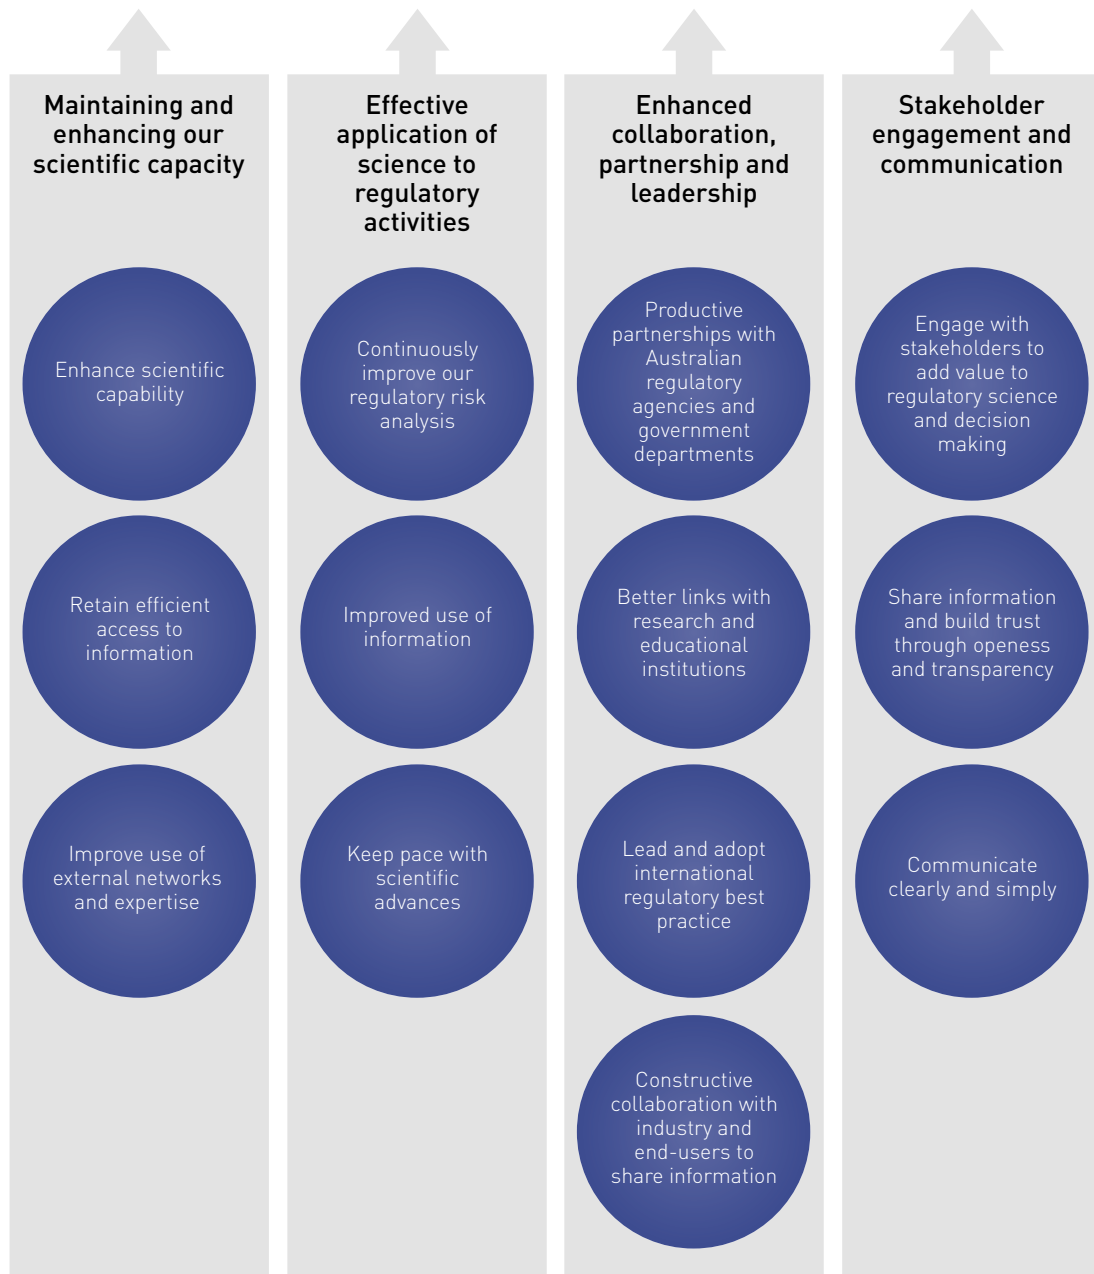 Maintaining and
enhancing our
scientific capacity
Enhance scientific
capability
Retain efficient
access to
information
Improve use of
external networks
and expertise
Effective
application of
science to
regulatory
activities
Continuously
improve our
regulatory risk
analysis
Improved use of
information
Keep pace with
scientific
advances
Enhanced
collaboration,
partnership and
leadership
Productive
partnerships with
Australian
regulatory
agencies and
government
departments
Better links with
research and
educational
institutions
Lead and adopt
international
regulatory best
practice
Constructive
collaboration with
industry and
end-users to
share information
Stakeholder
engagement and
communication
Engage with
stakeholders to
add value to
regulatory science
and decision
making
Share information
and build trust
through openess
and transparency
Communicate
clearly and simply